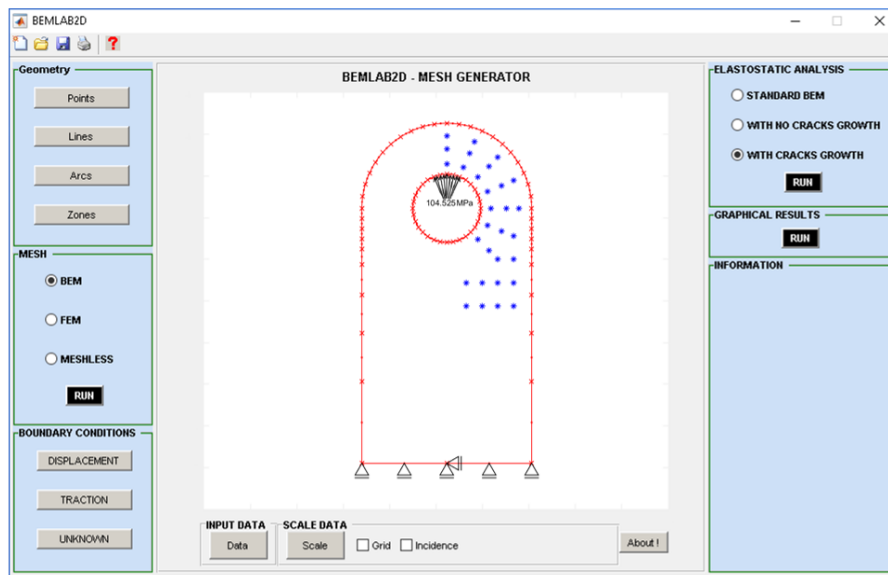 BEMLAB2D
Geometry
Points
Lines
Arcs
Zones
MESH
BEM
FEM
MESHLESS
RUN
BOUNDARY CONDITIONS
DISPLACEMENT
TRACTION
UNKNOWN
BEMLAB2D - MESH GENERATOR
104.525MPa
INPUT DATA
Data
SCALE DATA
Scale
Grid
Incidence
About !
ELASTOSTATIC ANALYSIS
STANDARD BEM
WITH NO CRACKS GROWTH
WITH CRACKS GROWTH
RUN
GRAPHICAL RESULTS
RUN
INFORMATION